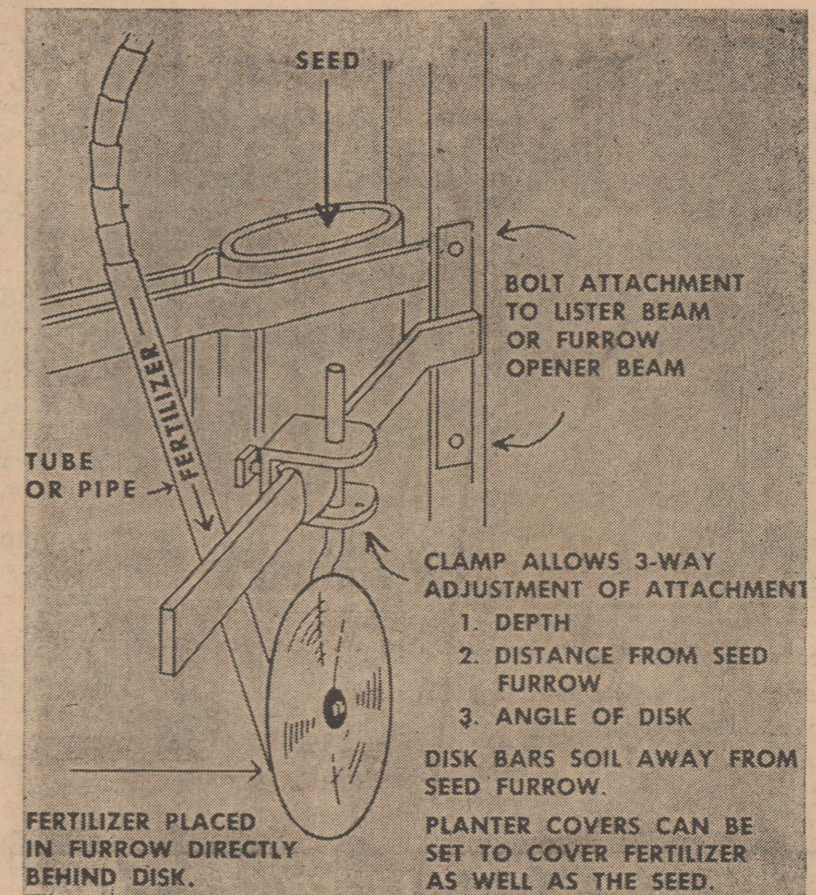 SEED
BOLT ATTACHMENT
TO LISTER BEAM
OR FURROW
OPENER BEAM
FERTILIZER
TUBE
OR PIPE
CLAMP ALLOWS 3-WAY
ADJUSTMENT OF ATTACHMENT
1. DEPTH
2. DISTANCE FROM SEED
FURROW
3. ANGLE OF DISK
DISK BARS SOIL AWAY FROM
SEED FURROW.
FERTILIZER PLACED
IN FURROW DIRECTLY
BEHIND DISK.
PLANTER COVERS CAN BE
SET TO COVER FERTILIZER
AS WELL AS THE SEED.